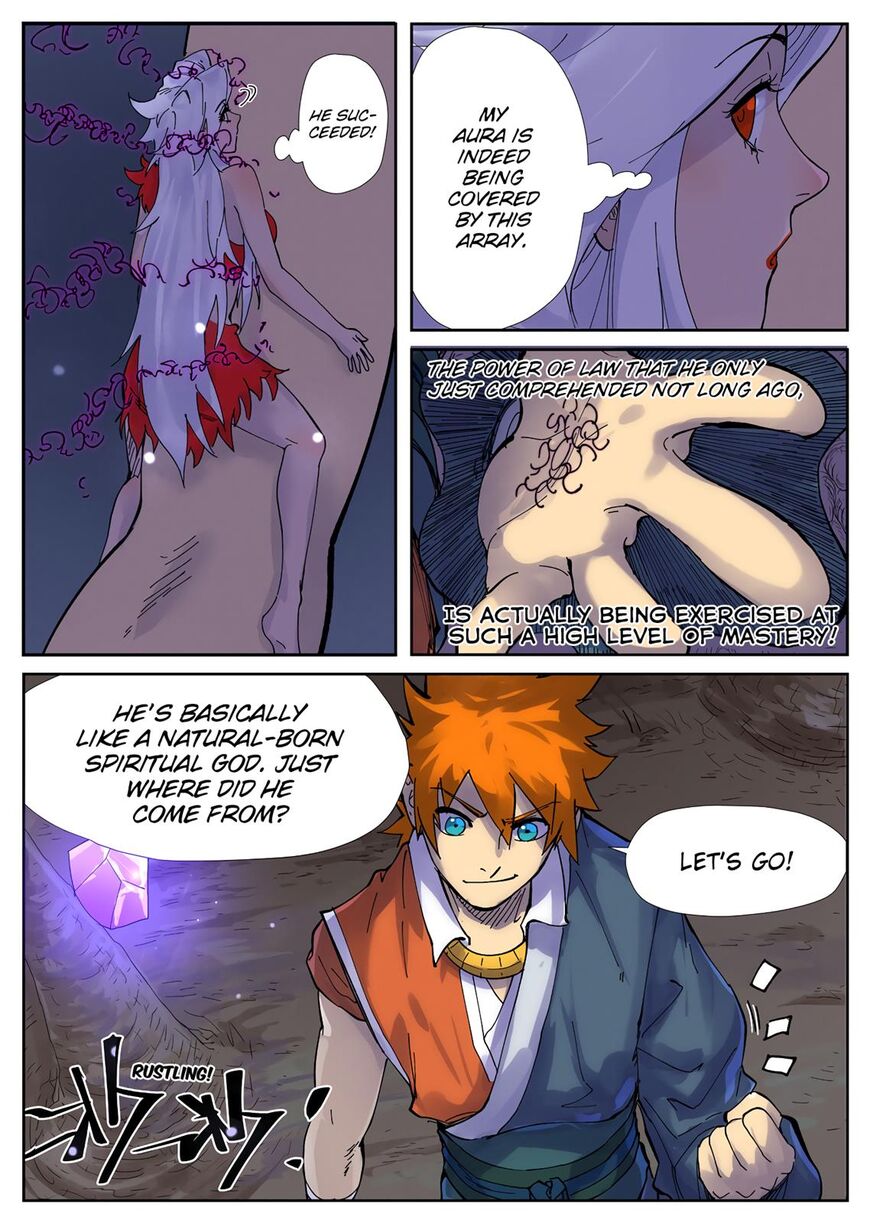 HE SUC-
CEEDED!
MY
AURA IS
INDEED
BEING
COVERED
BY THIS
ARRAY.
THE POWER OF LAW THAT HE ONLY
JUST COMPREHENDED NOT LONG AGO,
IS ACTUALLY BEING EXERCISED AT
SUCH A HIGH LEVEL OF MASTERY!
HE'S BASICALLY
LIKE A NATURAL-BORN
SPIRITUAL GOD. JUST
WHERE DID HE
COME FROM?
LET'S GO!
RUSTLING!